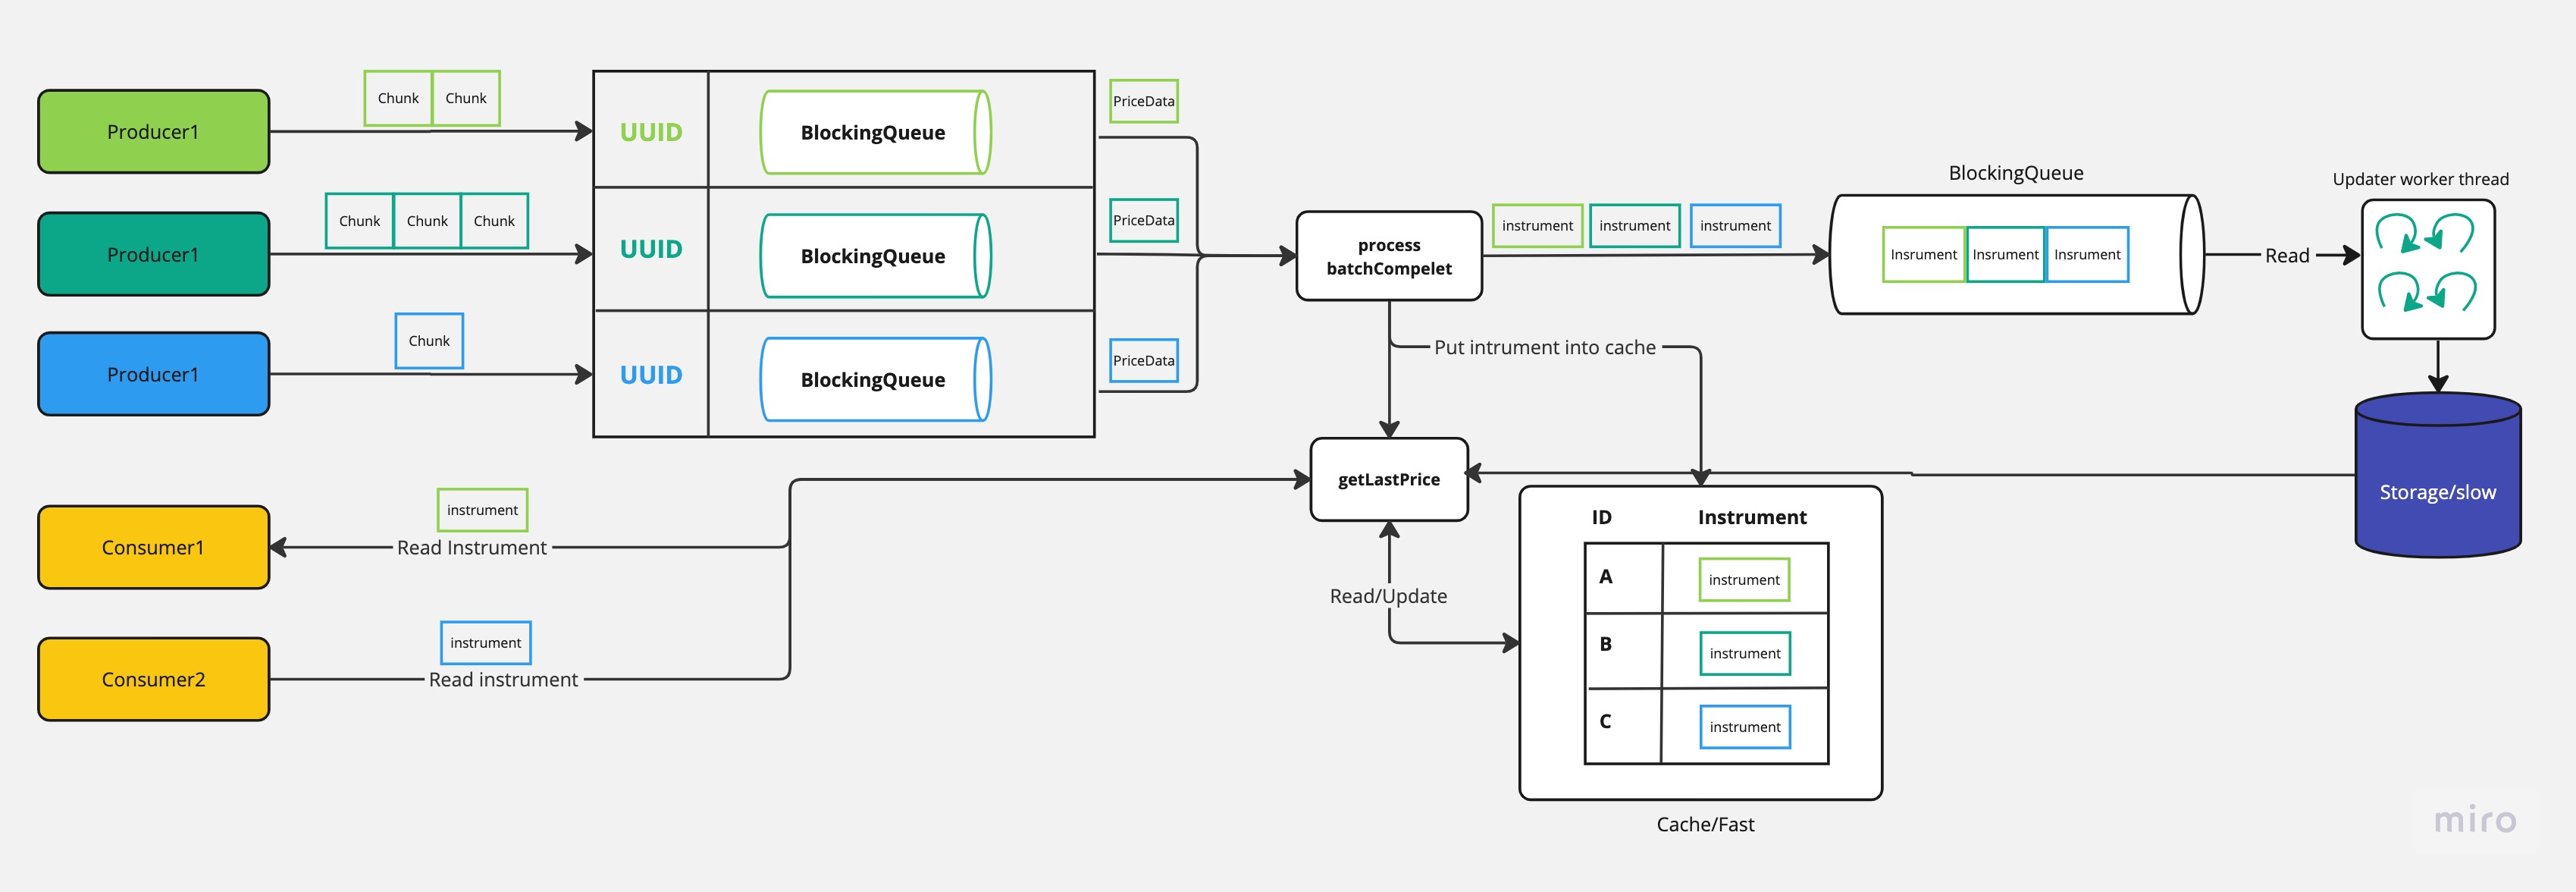 Producer1
Chunk Chunk
UUID
BlockingQueue
PriceData
Producer1
Chunk Chunk Chunk
UUID
BlockingQueue
PriceData
Producer1
Chunk
UUID
BlockingQueue
PriceData
process
batchCompelet
instrument instrument instrument
BlockingQueue
Insrument Insrument Insrument
Read
Updater worker thread
Put intrument into cache
getLastPrice
Storage/slow
Consumer1
instrument
Read Instrument
Consumer2
instrument
Read instrument
Read/Update
ID Instrument
A instrument
B instrument
C instrument
Cache/Fast
miro